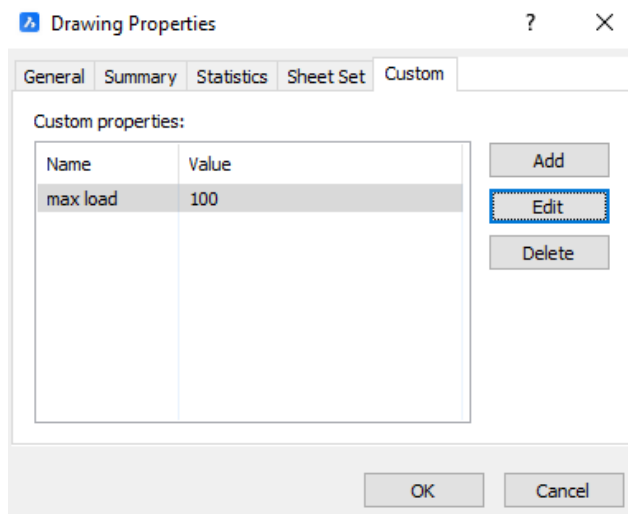 Drawing Properties ?
General Summary Statistics Sheet Set Custom
Custom properties:
Name Value Add
max load 100 Edit
Delete
OK Cancel